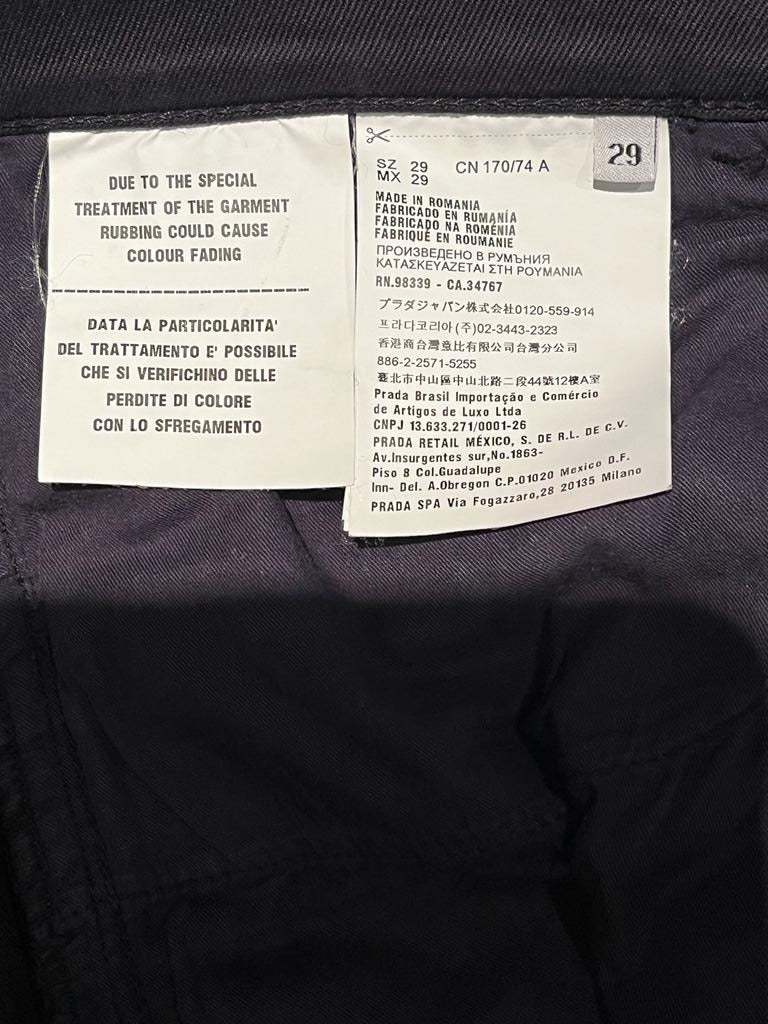 DUE TO THE SPECIAL
TREATMENT OF THE GARMENT
RUBBING COULD CAUSE
COLOUR FADING
DATA LA PARTICOLARITA'
DEL TRATTAMENTO E' POSSIBILE
CHE SI VERIFICHINO DELLE
PERDITE DI COLORE
CON LO SFREGAMENTO
29
SZ 29 CN 170/74 A
MX 29
MADE IN ROMANIA
FABRICADO EN RUMANÍA
FABRICADO NA ROMÉNIA
FABRIQUÉ EN ROUMANIE
ПРОИЗВЕДЕНО В РУМЪНИЯ
ΚΑΤΑΣΚΕΥΑΖΕΤΑΙ ΣΤΗ ΡΟΥΜΑΝΙΑ
RN.98339 - CA.34767
プラダジャパン株式会社0120-559-914
프라다코리아(주)02-3443-2323
香港商台灣意比有限公司台灣分公司
886-2-2571-5255
臺北市中山區中山北路二段44號12樓A室
Prada Brasil Importação e Comércio
de Artigos de Luxo Ltda
CNPJ 13.633.271/0001-26
PRADA RETAIL MÉXICO, S. DE R.L. DE C.V.
Av.Insurgentes sur,No.1863-
Piso 8 Col.Guadalupe
Inn- Del. A.Obregon C.P.01020 Mexico D.F.
PRADA SPA Via Fogazzaro,28 20135 Milano